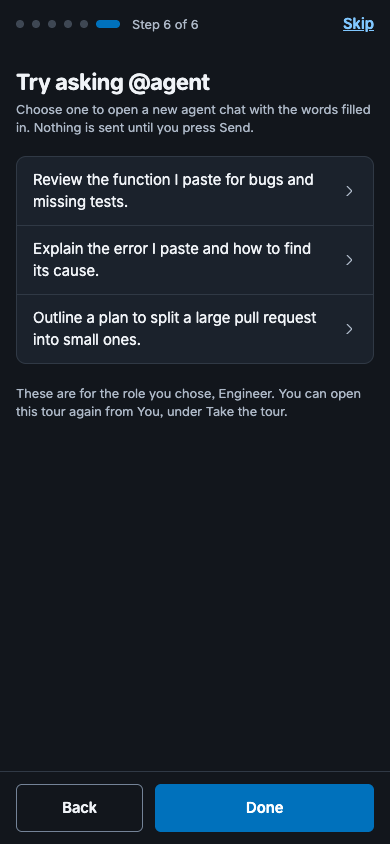 Step 6 of 6
Skip
Try asking @agent
Choose one to open a new agent chat with the words filled
in. Nothing is sent until you press Send.
Review the function I paste for bugs and
missing tests.
Explain the error I paste and how to find
its cause.
Outline a plan to split a large pull request
into small ones.
These are for the role you chose, Engineer. You can open
this tour again from You, under Take the tour.
Back
Done